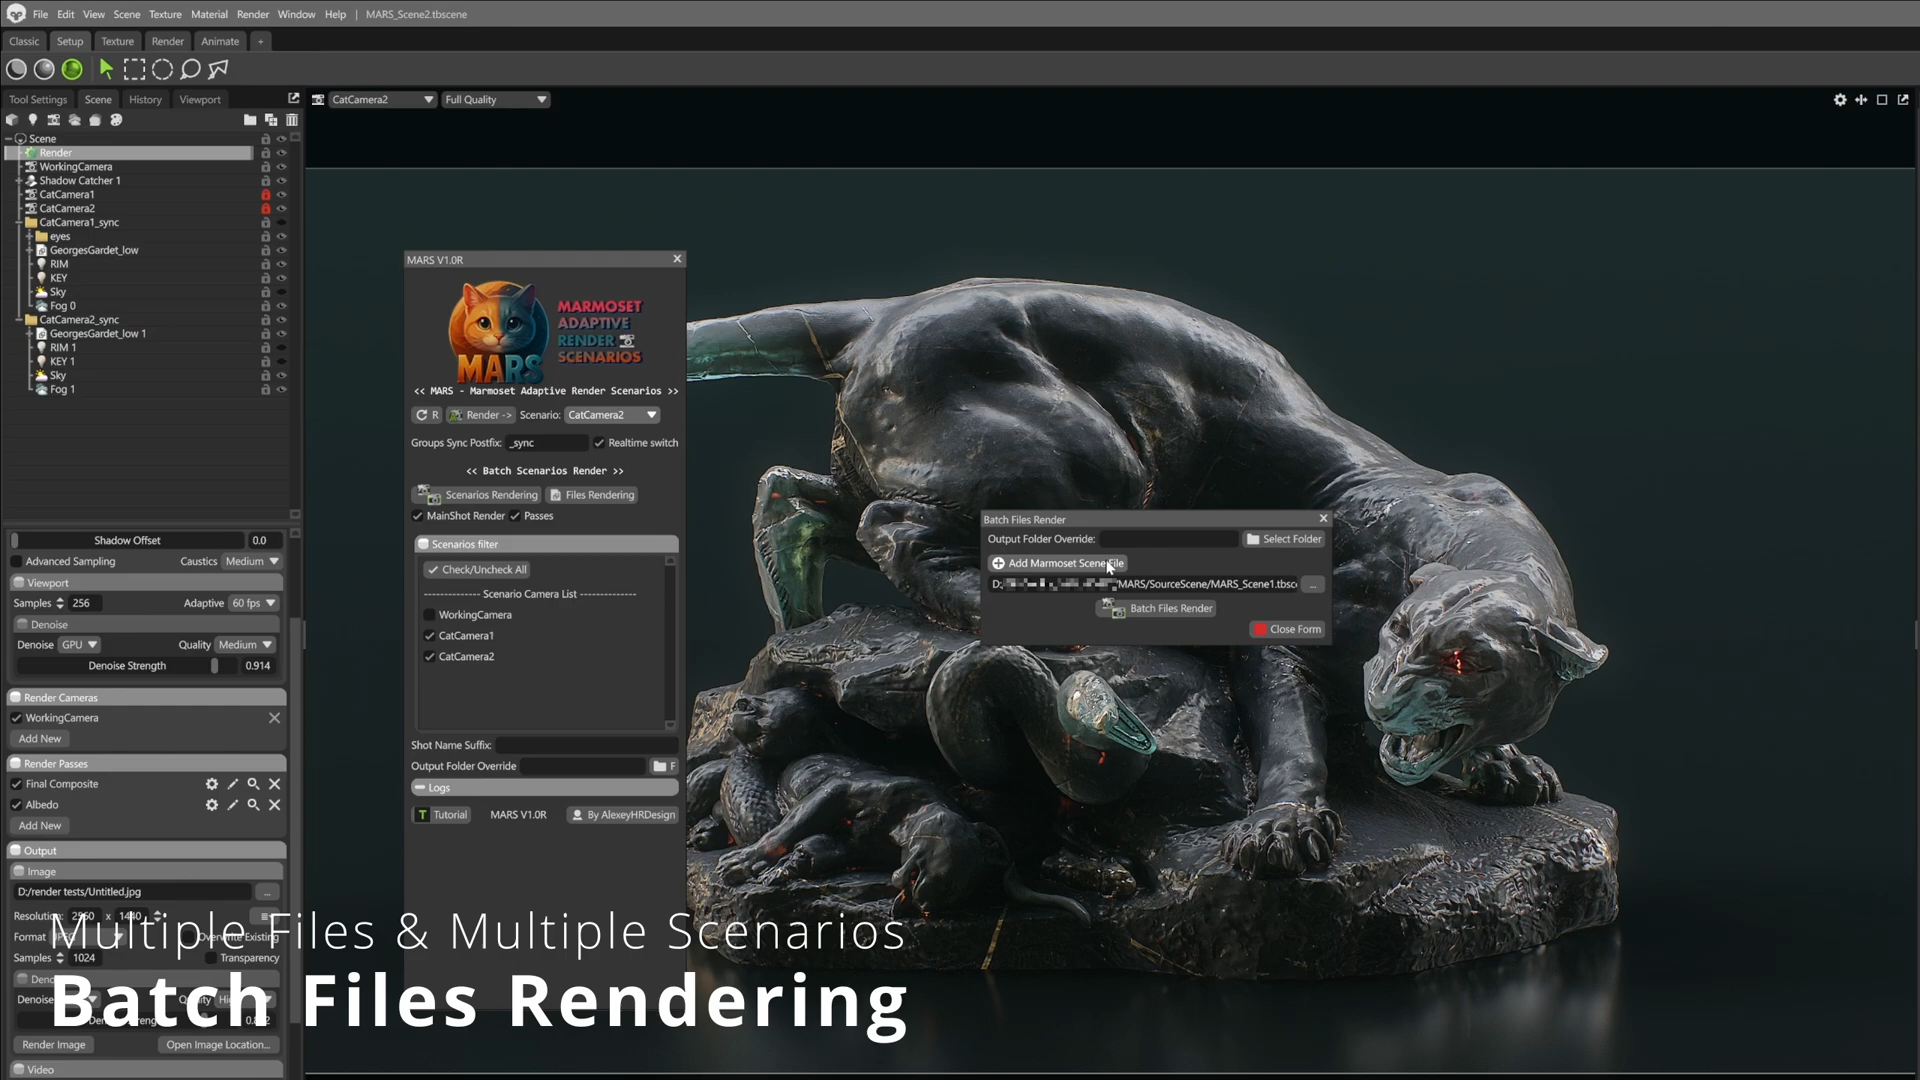 File Edit View Scene Texture Material Render Window Help | MARS_Scene2.tbscene
Classic Setup Texture Render Animate +
Tool Settings Scene History Viewport
CatCamera2 Full Quality
Scene
Render
WorkingCamera
Shadow Catcher 1
CatCamera1
CatCamera2
CatCamera1_sync
eyes
GeorgesGardet_low
RIM
KEY
Sky
Fog 0
CatCamera2_sync
GeorgesGardet_low 1
RIM 1
KEY 1
Sky
Fog 1
Shadow Offset 0.0
Advanced Sampling Caustics Medium
Viewport
Samples 256 Adaptive 60 fps
Denoise
Denoise GPU Quality Medium
Denoise Strength 0.914
Render Cameras
WorkingCamera
Add New
Render Passes
Final Composite
Albedo
Add New
Output
Image
D:/render tests/Untitled.jpg ...
Resolution: 2560 x 1440
Format Overwrite Existing
Samples 1024 Transparency
Denoise
Render Image Open Image Location...
Video
MARS V1.0R
MARMOSET
ADAPTIVE
RENDER
SCENARIOS
MARS
<< MARS - Marmoset Adaptive Render Scenarios >>
R Render -> Scenario: CatCamera2
Groups Sync Postfix: _sync Realtime switch
<< Batch Scenarios Render >>
Scenarios Rendering Files Rendering
MainShot Render Passes
Scenarios filter
Check/Uncheck All
-------------- Scenario Camera List --------------
WorkingCamera
CatCamera1
CatCamera2
Shot Name Suffix:
Output Folder Override F
Logs
Tutorial MARS V1.0R By AlexeyHRDesign
Batch Files Render
Output Folder Override: Select Folder
Add Marmoset Scene File
MARS/SourceScene/MARS_Scene1.tbsc ...
Batch Files Render
Close Form
Multiple Files & Multiple Scenarios
Batch Files Rendering